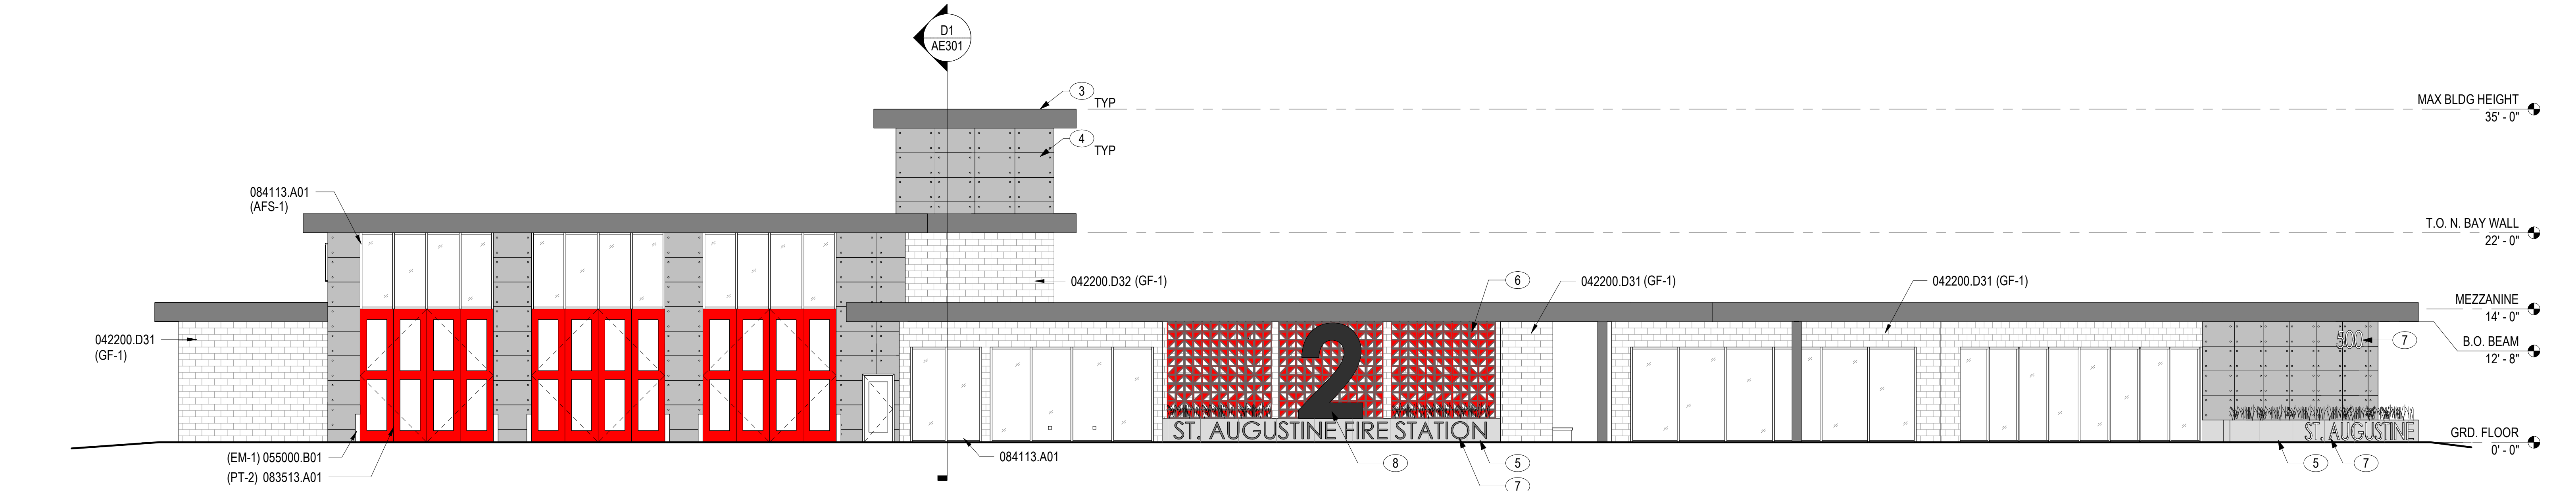 D1
AE301
3
TYP
MAX BLDG HEIGHT
35' - 0"
4
TYP
084113.A01
(AFS-1)
T.O. N. BAY WALL
22' - 0"
042200.D32 (GF-1)
6
042200.D31 (GF-1)
042200.D31 (GF-1)
MEZZANINE
14' - 0"
042200.D31
(GF-1)
2
500
7
B.O. BEAM
12' - 8"
ST. AUGUSTINE FIRE STATION
ST. AUGUSTINE
GRD. FLOOR
0' - 0"
(EM-1) 055000.B01
084113.A01
8
5
5
7
(PT-2) 083513.A01
7